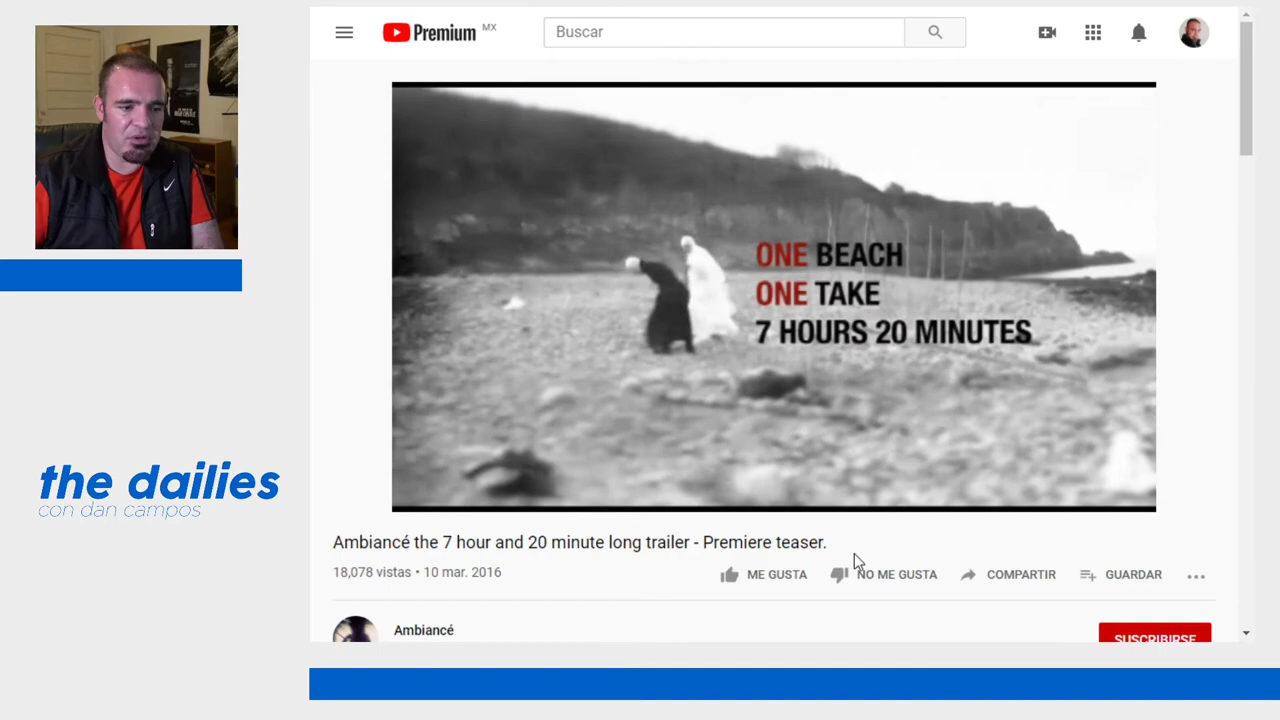 Premium MX
Buscar
ONE BEACH
ONE TAKE
7 HOURS 20 MINUTES
Ambiancé the 7 hour and 20 minute long trailer - Premiere teaser.
18,078 vistas • 10 mar. 2016
ME GUSTA
NO ME GUSTA
COMPARTIR
GUARDAR
Ambiancé
SUSCRIBIRSE
the dailies
con dan campos